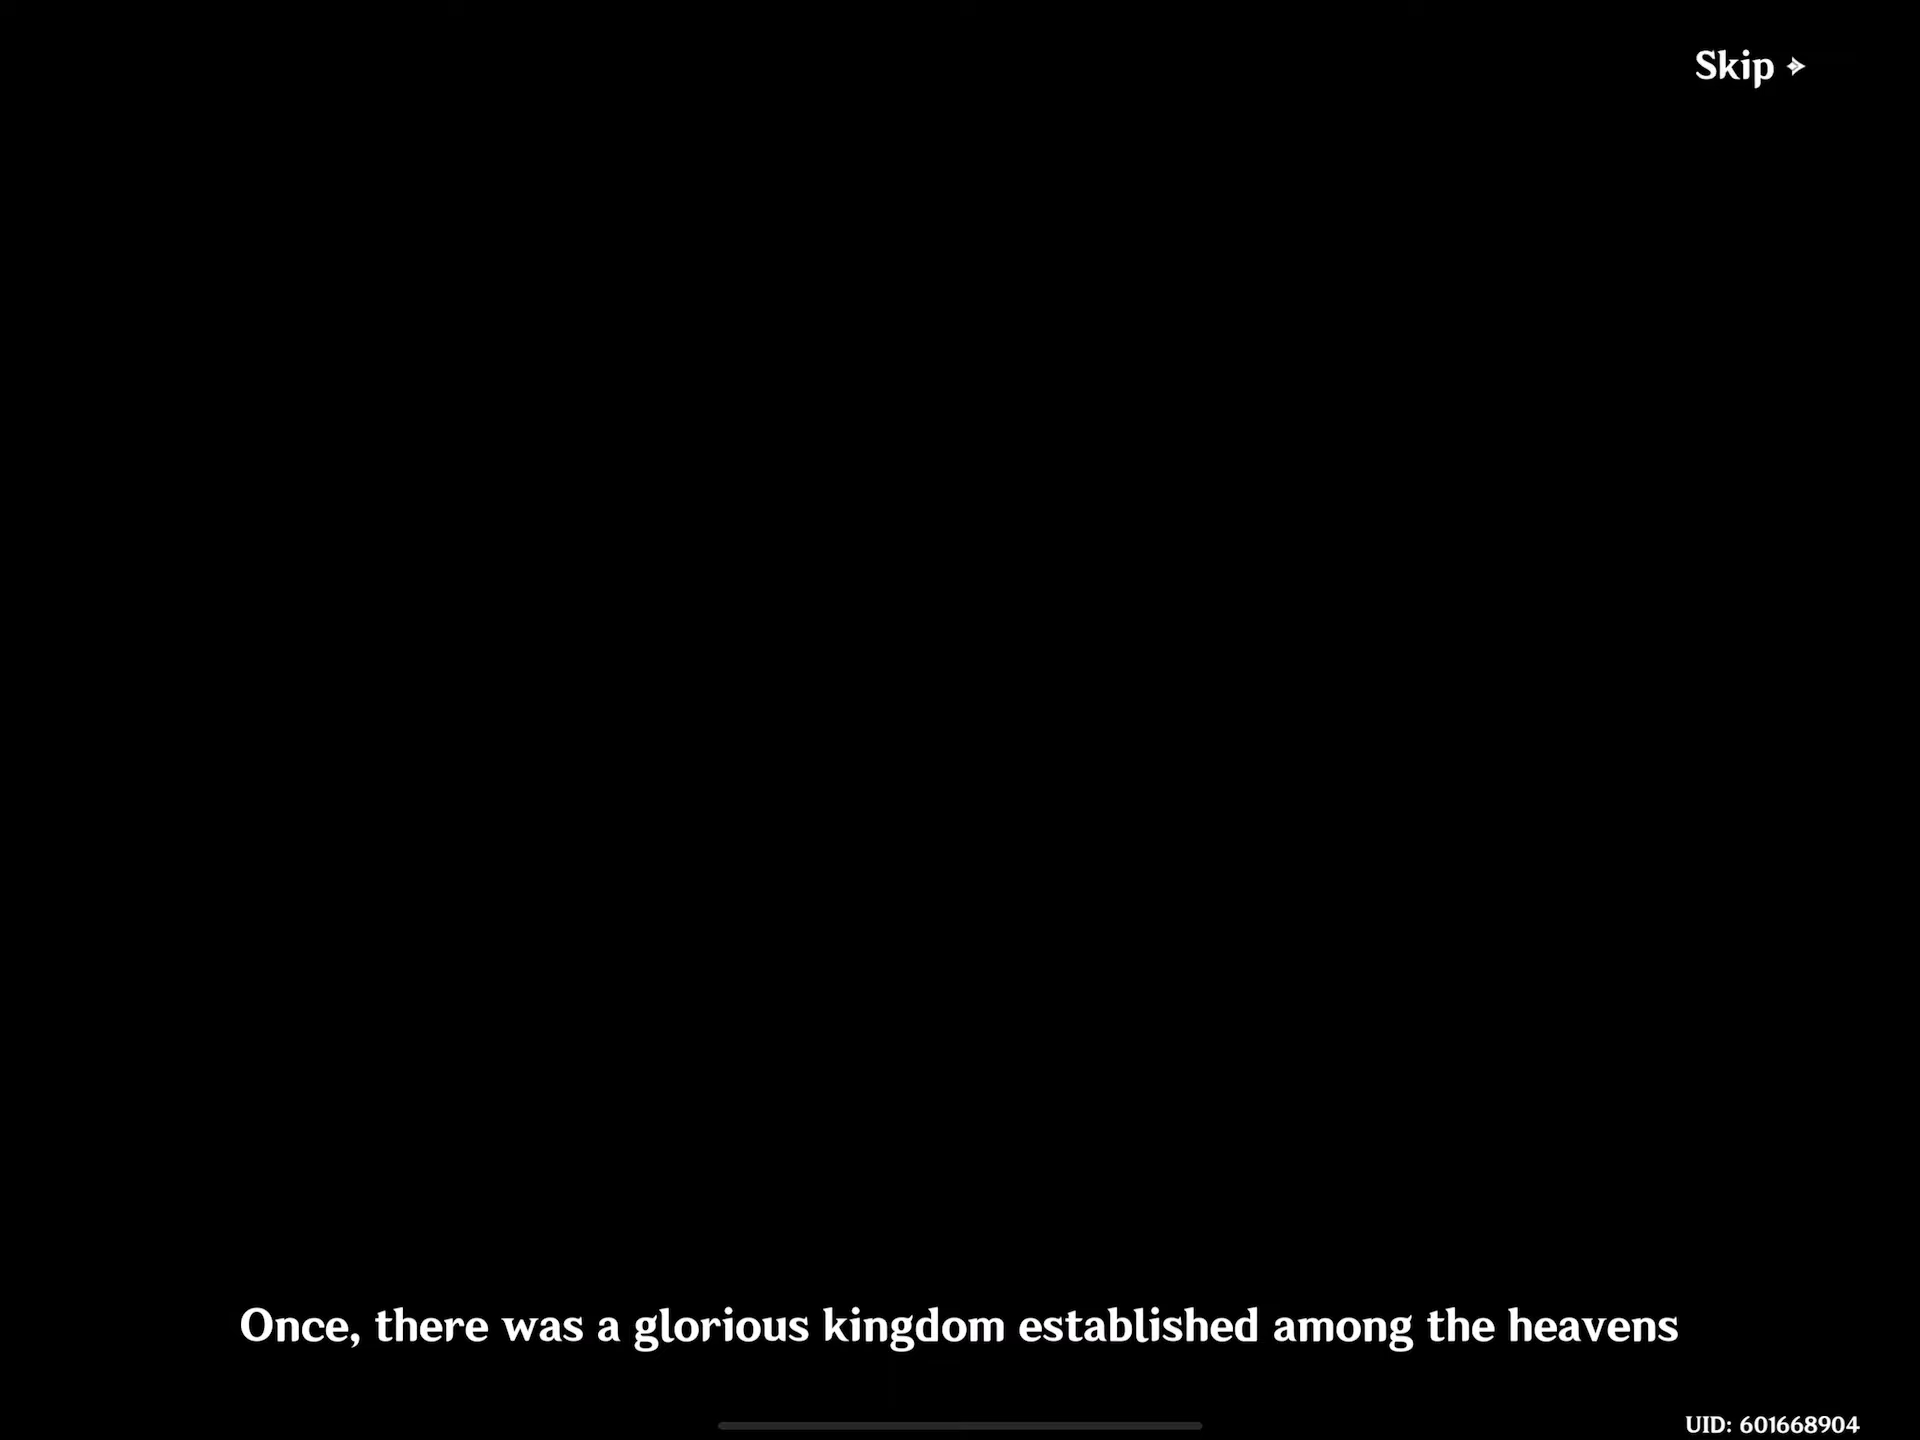 Skip
Once, there was a glorious kingdom established among the heavens
UID: 601668904